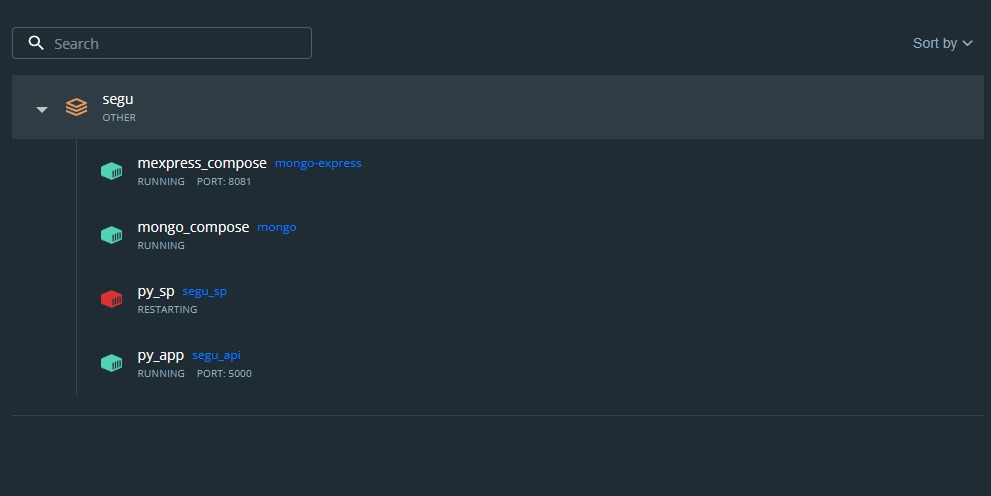 Search
Sort by
segu
OTHER
mexpress_compose mongo-express
RUNNING PORT: 8081
mongo_compose mongo
RUNNING
py_sp segu_sp
RESTARTING
py_app segu_api
RUNNING PORT: 5000